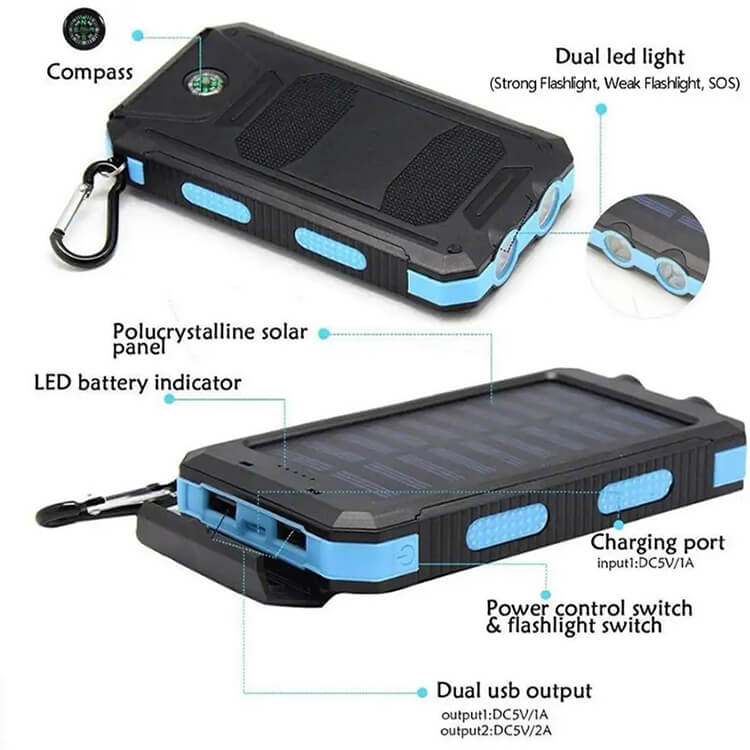 Compass
Dual led light
(Strong Flashlight, Weak Flashlight, SOS)
Polucrystalline solar
panel
LED battery indicator
Charging port
input1:DC5V/1A
Power control switch
& flashlight switch
Dual usb output
output1:DC5V/1A
output2:DC5V/2A